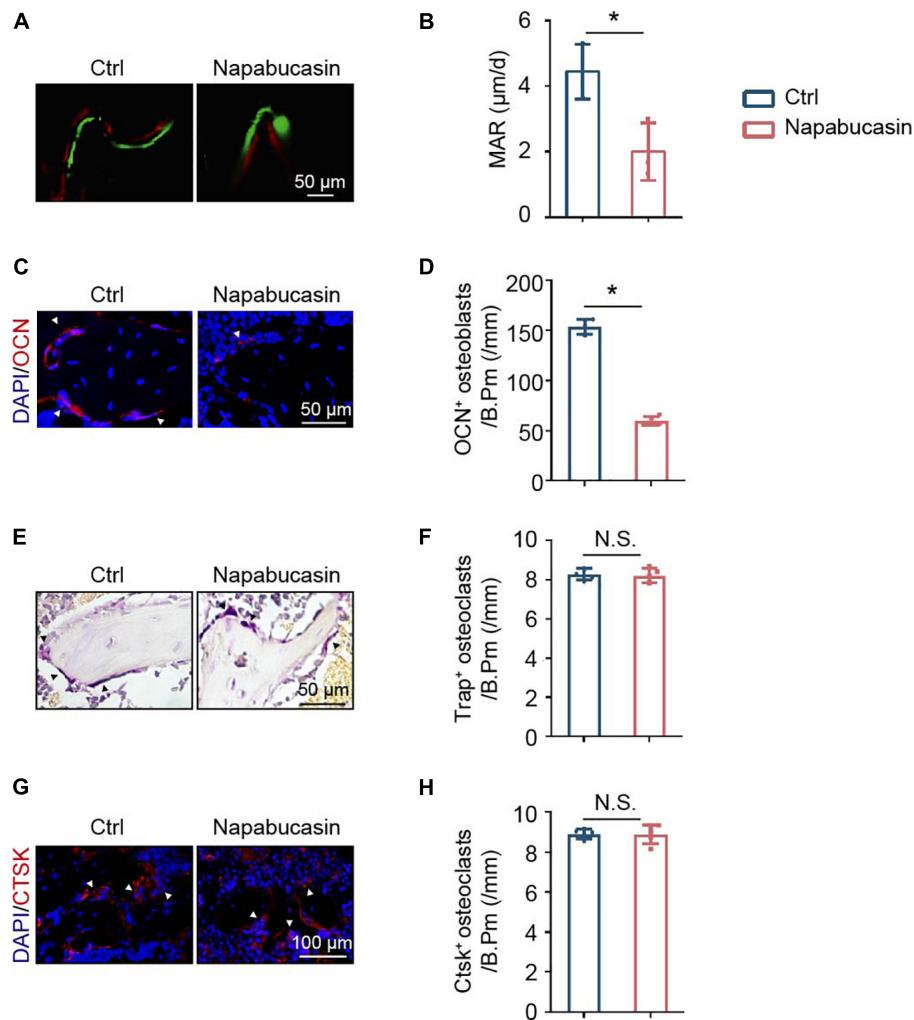 A
Ctrl Napabucasin
50 μm
B
MAR (μm/d)
6
4
2
0
*
Ctrl
Napabucasin
C
Ctrl Napabucasin
DAPI/OCN
50 μm
D
OCN⁺ osteoblasts
/B.Pm (/mm)
200
150
100
50
0
*
E
Ctrl Napabucasin
50 μm
F
Trap⁺ osteoclasts
/B.Pm (/mm)
10
8
6
4
2
0
N.S.
G
Ctrl Napabucasin
DAPI/CTSK
100 μm
H
Ctsk⁺ osteoclasts
/B.Pm (/mm)
10
8
6
4
2
0
N.S.